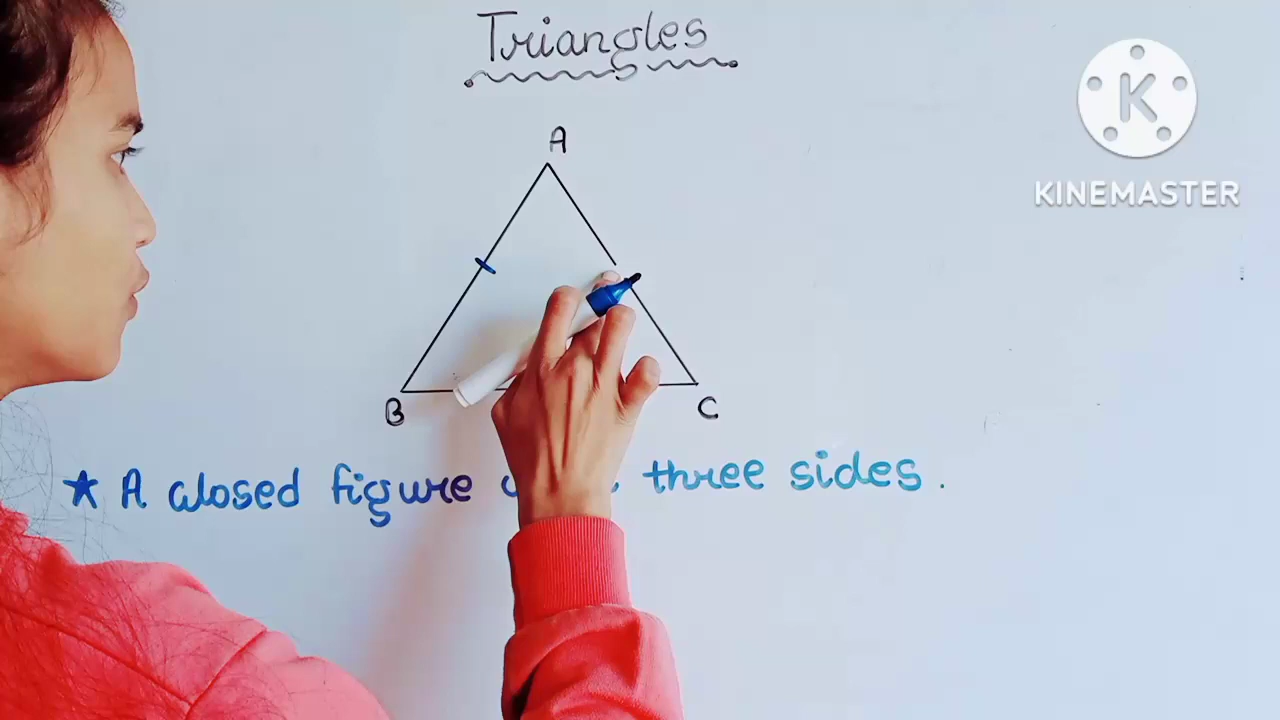 Triangles
K
KINEMASTER
A
B
C
★ A closed figure three sides.